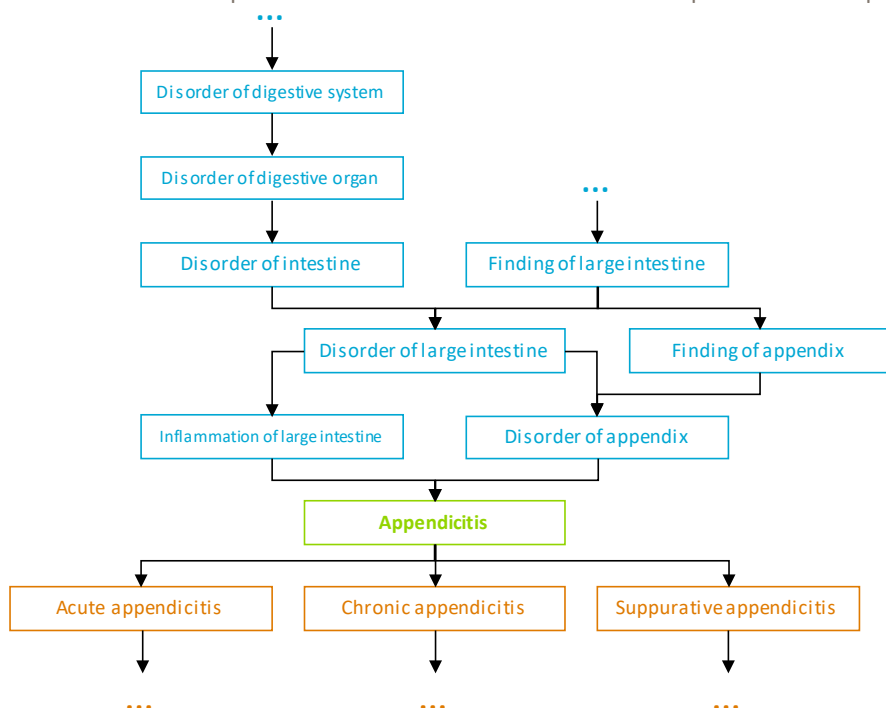 ...
Disorder of digestive system
Disorder of digestive organ
...
Disorder of intestine
Finding of large intestine
Disorder of large intestine
Finding of appendix
Inflammation of large intestine
Disorder of appendix
Appendicitis
Acute appendicitis
Chronic appendicitis
Suppurative appendicitis
...
...
...